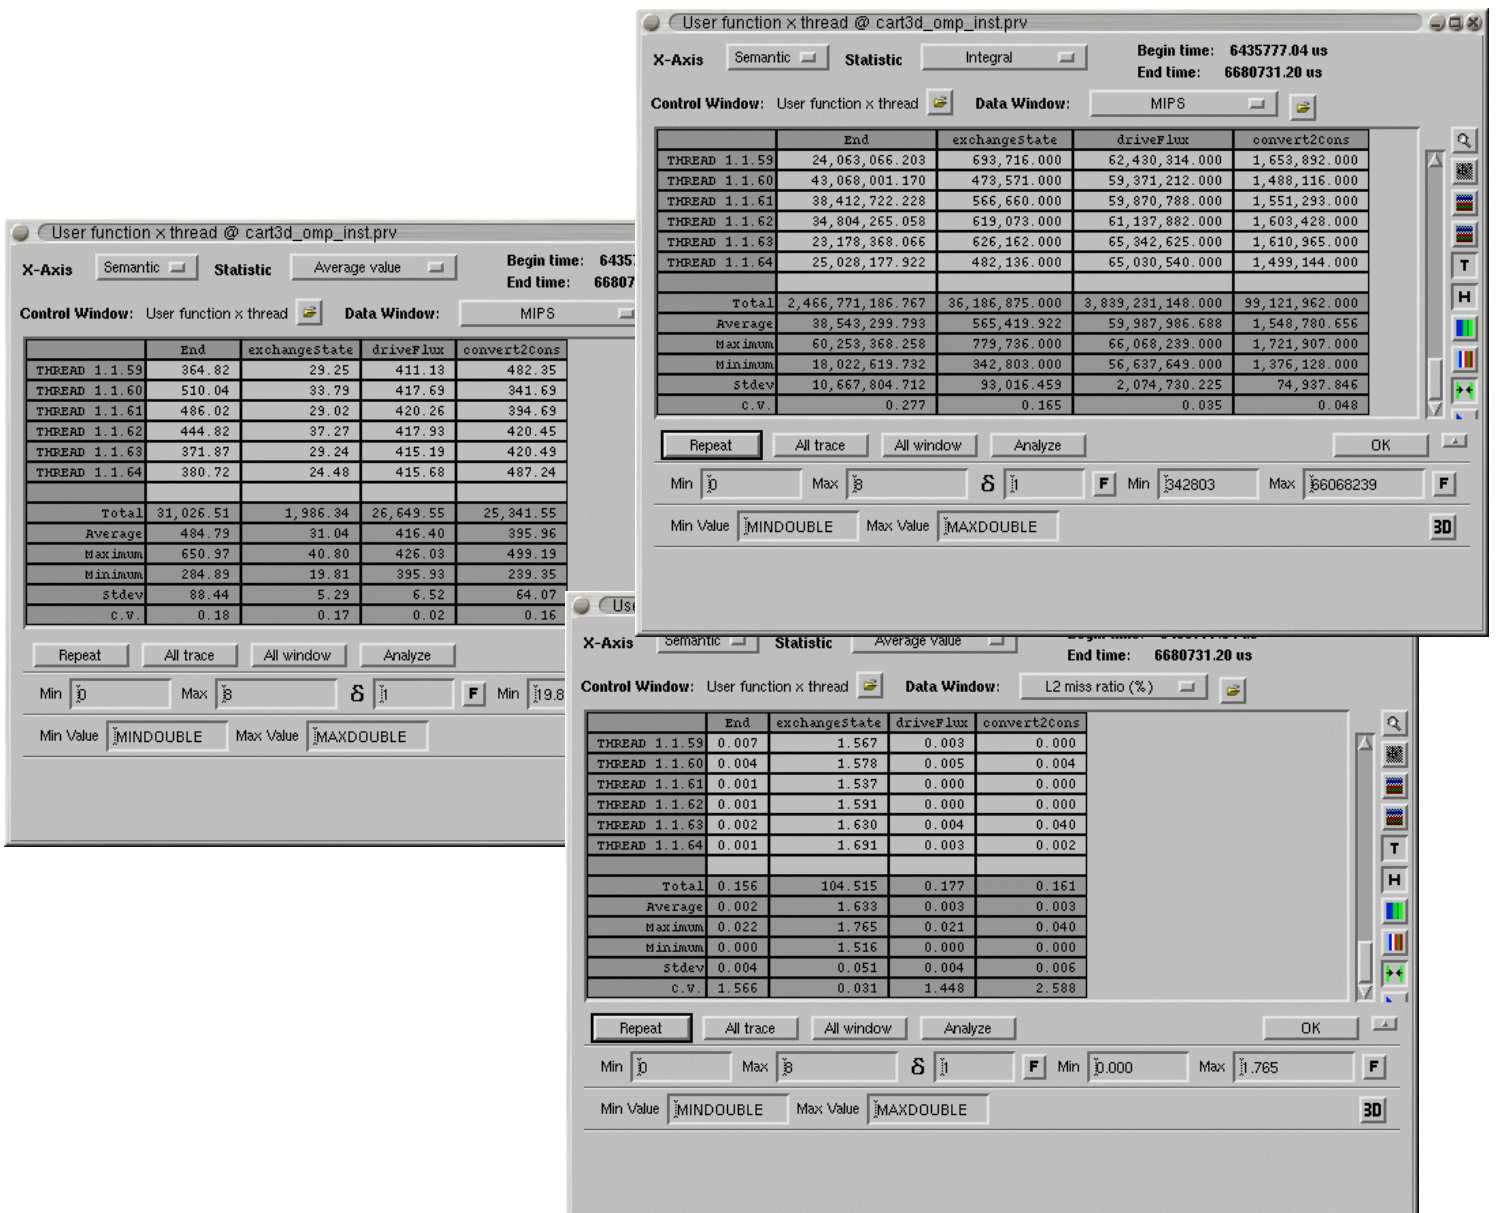 User function x thread @ cart3d_omp_inst.prv
X-Axis Semantic Statistic Integral Begin time: 6435777.04 us
End time: 6680731.20 us
Control Window: User function x thread Data Window: MIPS
End exchangeState driveFlux convert2Cons
THREAD 1.1.59 24,063,066.203 693,716.000 62,430,314.000 1,653,892.000
THREAD 1.1.60 43,068,001.170 473,571.000 59,371,212.000 1,488,116.000
THREAD 1.1.61 38,412,722.228 566,660.000 59,870,788.000 1,551,293.000
THREAD 1.1.62 34,804,265.058 619,073.000 61,137,882.000 1,603,428.000
THREAD 1.1.63 23,178,368.066 626,162.000 65,342,625.000 1,610,965.000
THREAD 1.1.64 25,028,177.922 482,136.000 65,030,540.000 1,499,144.000
Total 2,466,771,186.767 36,186,875.000 3,839,231,148.000 99,121,962.000
Average 38,543,299.793 565,419.922 59,987,986.688 1,548,780.656
Maximum 60,253,368.258 779,736.000 66,068,239.000 1,721,907.000
Minimum 18,022,619.732 342,803.000 56,637,649.000 1,376,128.000
Stdev 10,667,804.712 93,016.459 2,074,730.225 74,937.846
C.V. 0.277 0.165 0.035 0.048
T
H
Repeat All trace All window Analyze OK
Min 0 Max 8 δ 1 F Min 342803 Max 66068239 F
Min Value MINDOUBLE Max Value MAXDOUBLE 3D
User function x thread @ cart3d_omp_inst.prv
X-Axis Semantic Statistic Average value Begin time: 6435
End time: 66807
Control Window: User function x thread Data Window: MIPS
End exchangeState driveFlux convert2Cons
THREAD 1.1.59 364.82 29.25 411.13 482.35
THREAD 1.1.60 510.04 33.79 417.69 341.69
THREAD 1.1.61 486.02 29.02 420.26 394.69
THREAD 1.1.62 444.82 37.27 417.93 420.45
THREAD 1.1.63 371.87 29.24 415.19 420.49
THREAD 1.1.64 380.72 24.48 415.68 487.24
Total 31,026.51 1,986.34 26,649.55 25,341.55
Average 484.79 31.04 416.40 395.96
Maximum 650.97 40.80 426.03 499.19
Minimum 284.89 19.81 395.93 239.35
Stdev 88.44 5.29 6.52 64.07
C.V. 0.18 0.17 0.02 0.16
Repeat All trace All window Analyze
Min 0 Max 8 δ 1 F Min 19.8
Min Value MINDOUBLE Max Value MAXDOUBLE
X-Axis Semantic Statistic Average value
End time: 6680731.20 us
Control Window: User function x thread Data Window: L2 miss ratio (%)
End exchangeState driveFlux convert2Cons
THREAD 1.1.59 0.007 1.567 0.003 0.000
THREAD 1.1.60 0.004 1.578 0.005 0.004
THREAD 1.1.61 0.001 1.537 0.000 0.000
THREAD 1.1.62 0.001 1.591 0.000 0.000
THREAD 1.1.63 0.002 1.630 0.004 0.040
THREAD 1.1.64 0.001 1.691 0.003 0.002
Total 0.156 104.515 0.177 0.161
Average 0.002 1.633 0.003 0.003
Maximum 0.022 1.765 0.021 0.040
Minimum 0.000 1.516 0.000 0.000
Stdev 0.004 0.051 0.004 0.006
C.V. 1.566 0.031 1.448 2.588
T
H
Repeat All trace All window Analyze OK
Min 0 Max 8 δ 1 F Min 0.000 Max 1.765 F
Min Value MINDOUBLE Max Value MAXDOUBLE 3D